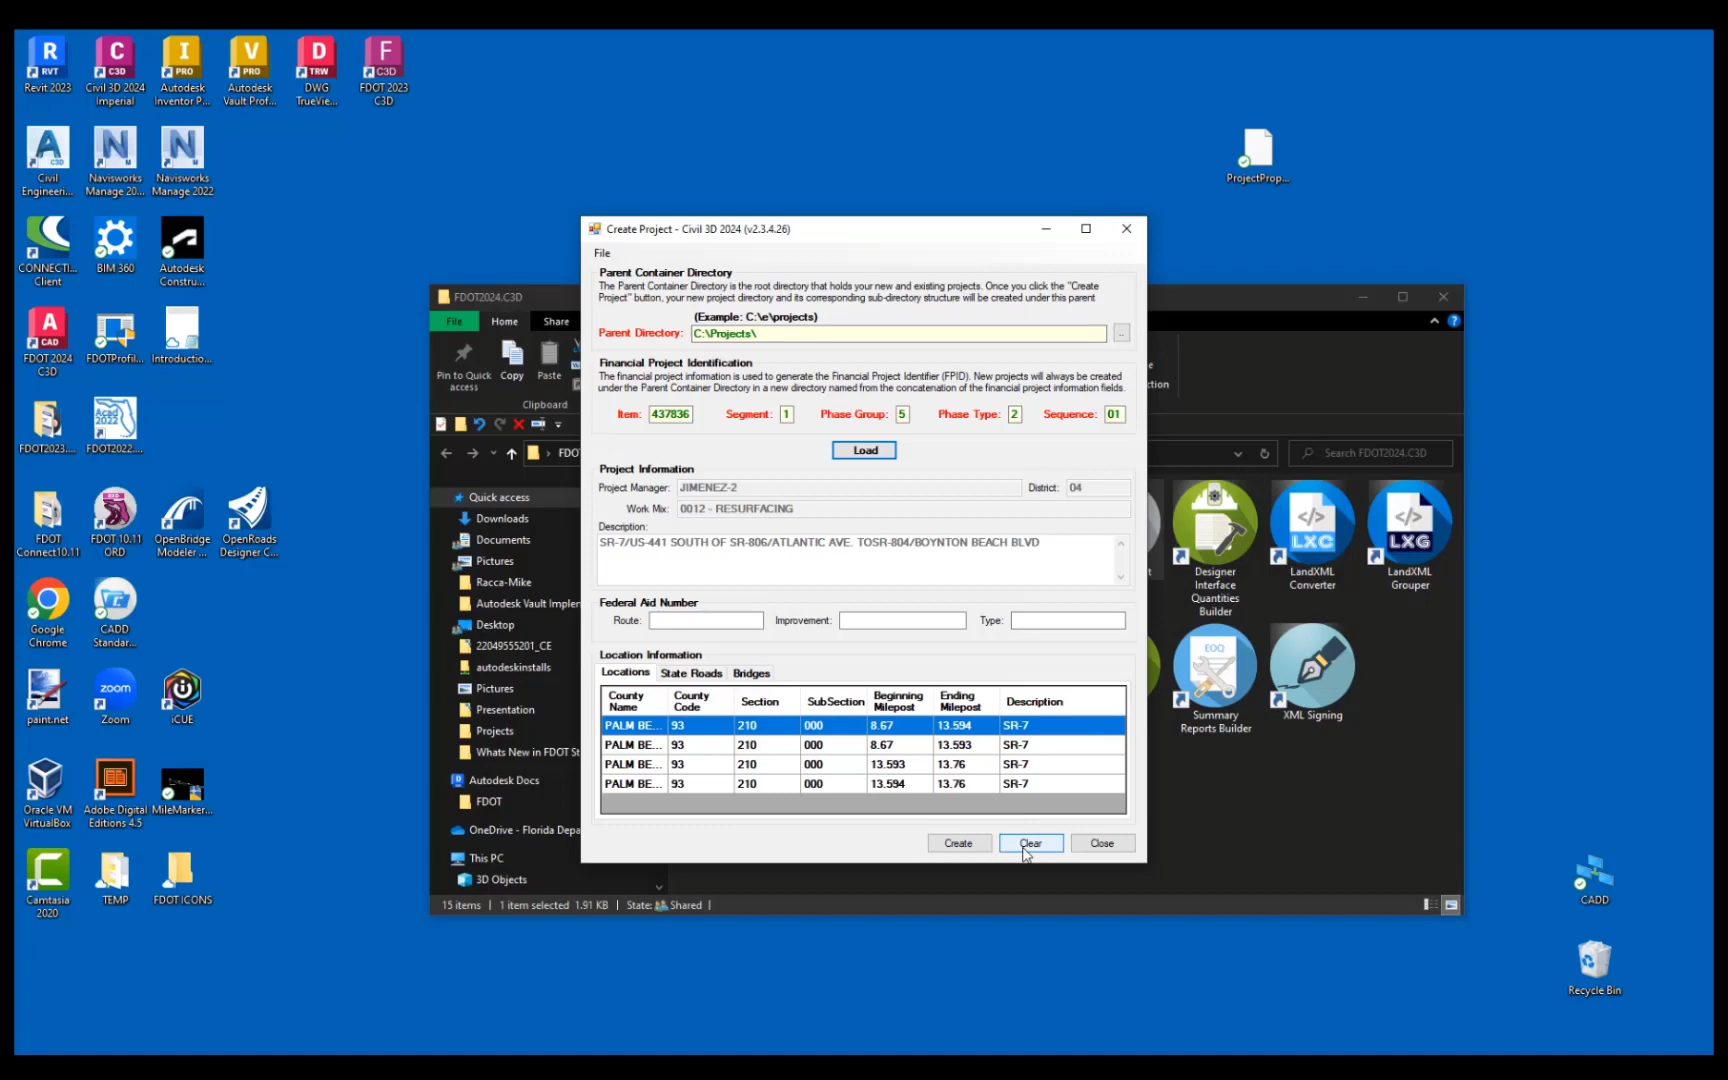 R
RVT
Revit 2023
C
C3D
Civil 3D 2024
Imperial
I
PRO
Autodesk
Inventor P...
V
PRO
Autodesk
Vault Prof...
D
TRW
DWG
TrueVie...
F
C3D
FDOT 2023
C3D
ProjectProp...
A
C3D
Civil
Engineeri...
N
M
Navisworks
Manage 20...
N
M
Navisworks
Manage 2022
CONNECTI...
Client
BIM 360
Autodesk
Constru...
A
CAD
FDOT 2024
C3D
FDOTProfil...
Introductio...
FDOT2023....
Acad
2022
FDOT2022....
FDOT
Connect10.11
FDOT 10.11
ORD
OpenBridge
Modeler ...
OpenRoads
Designer C...
Google
Chrome
CADD
Standar...
paint.net
zoom
Zoom
iCUE
Oracle VM
VirtualBox
Adobe Digital
Editions 4.5
MileMarker...
Camtasia
2020
TEMP
FDOT ICONS
CADD
Recycle Bin
FDOT2024.C3D
File
Home
Share
Pin to Quick
access
Copy
Paste
Clipboard
FDO
Search FDOT2024.C3D
Quick access
Downloads
Documents
Pictures
Racca-Mike
Autodesk Vault Implen
Desktop
22049555201_CE
autodeskinstalls
Pictures
Presentation
Projects
Whats New in FDOT St
Autodesk Docs
FDOT
OneDrive - Florida Depa
This PC
3D Objects
15 items | 1 item selected 1.91 KB | State: Shared |
Designer
Interface
Quantities
Builder
LXC
LandXML
Converter
LXG
LandXML
Grouper
EOQ
Summary
Reports Builder
XML Signing
Create Project - Civil 3D 2024 (v2.3.4.26)
File
Parent Container Directory
The Parent Container Directory is the root directory that holds your new and existing projects. Once you click the "Create
Project" button, your new project directory and its corresponding sub-directory structure will be created under this parent
(Example: C:\e\projects)
Parent Directory: C:\Projects\ ..
Financial Project Identification
The financial project information is used to generate the Financial Project Identifier (FPID). New projects will always be created
under the Parent Container Directory in a new directory named from the concatenation of the financial project information fields.
Item: 437836 Segment: 1 Phase Group: 5 Phase Type: 2 Sequence: 01
Load
Project Information
Project Manager: JIMENEZ-2 District: 04
Work Mix: 0012 - RESURFACING
Description:
SR-7/US-441 SOUTH OF SR-806/ATLANTIC AVE. TOSR-804/BOYNTON BEACH BLVD
Federal Aid Number
Route: Improvement: Type:
Location Information
Locations State Roads Bridges
County Name County Code Section SubSection Beginning Milepost Ending Milepost Description
PALM BE... 93 210 000 8.67 13.594 SR-7
PALM BE... 93 210 000 8.67 13.593 SR-7
PALM BE... 93 210 000 13.593 13.76 SR-7
PALM BE... 93 210 000 13.594 13.76 SR-7
Create Clear Close